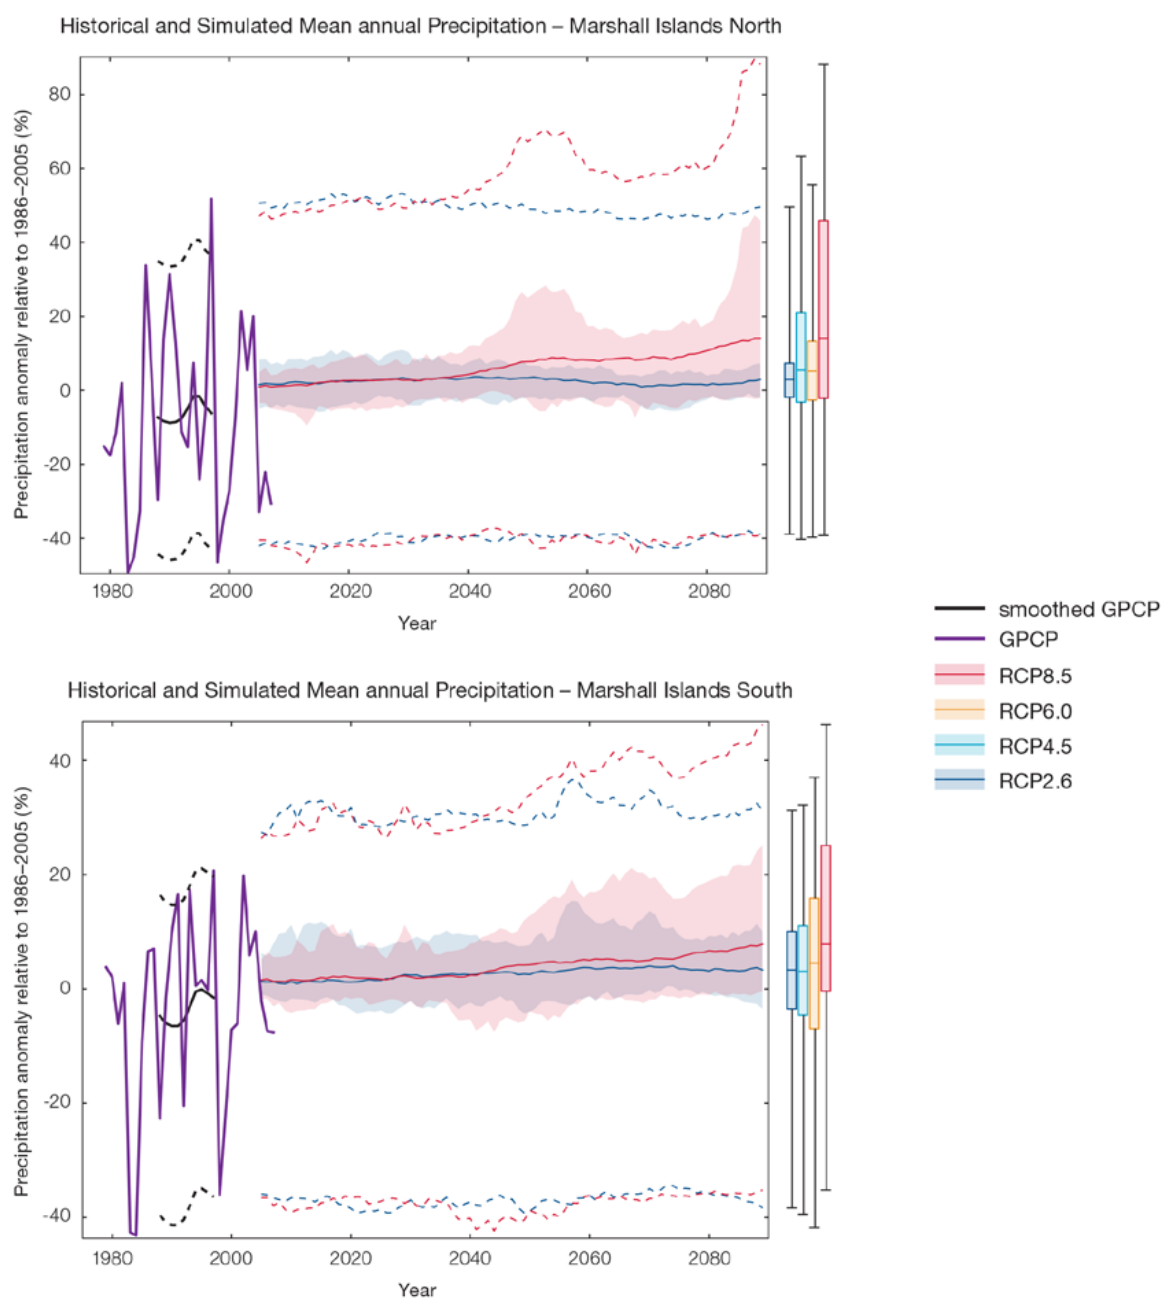 Historical and Simulated Mean annual Precipitation – Marshall Islands North
Precipitation anomaly relative to 1986–2005 (%)
80
60
40
20
0
-20
-40
1980 2000 2020 2040 2060 2080
Year
smoothed GPCP
GPCP
RCP8.5
RCP6.0
RCP4.5
RCP2.6
Historical and Simulated Mean annual Precipitation – Marshall Islands South
Precipitation anomaly relative to 1986–2005 (%)
40
20
0
-20
-40
1980 2000 2020 2040 2060 2080
Year